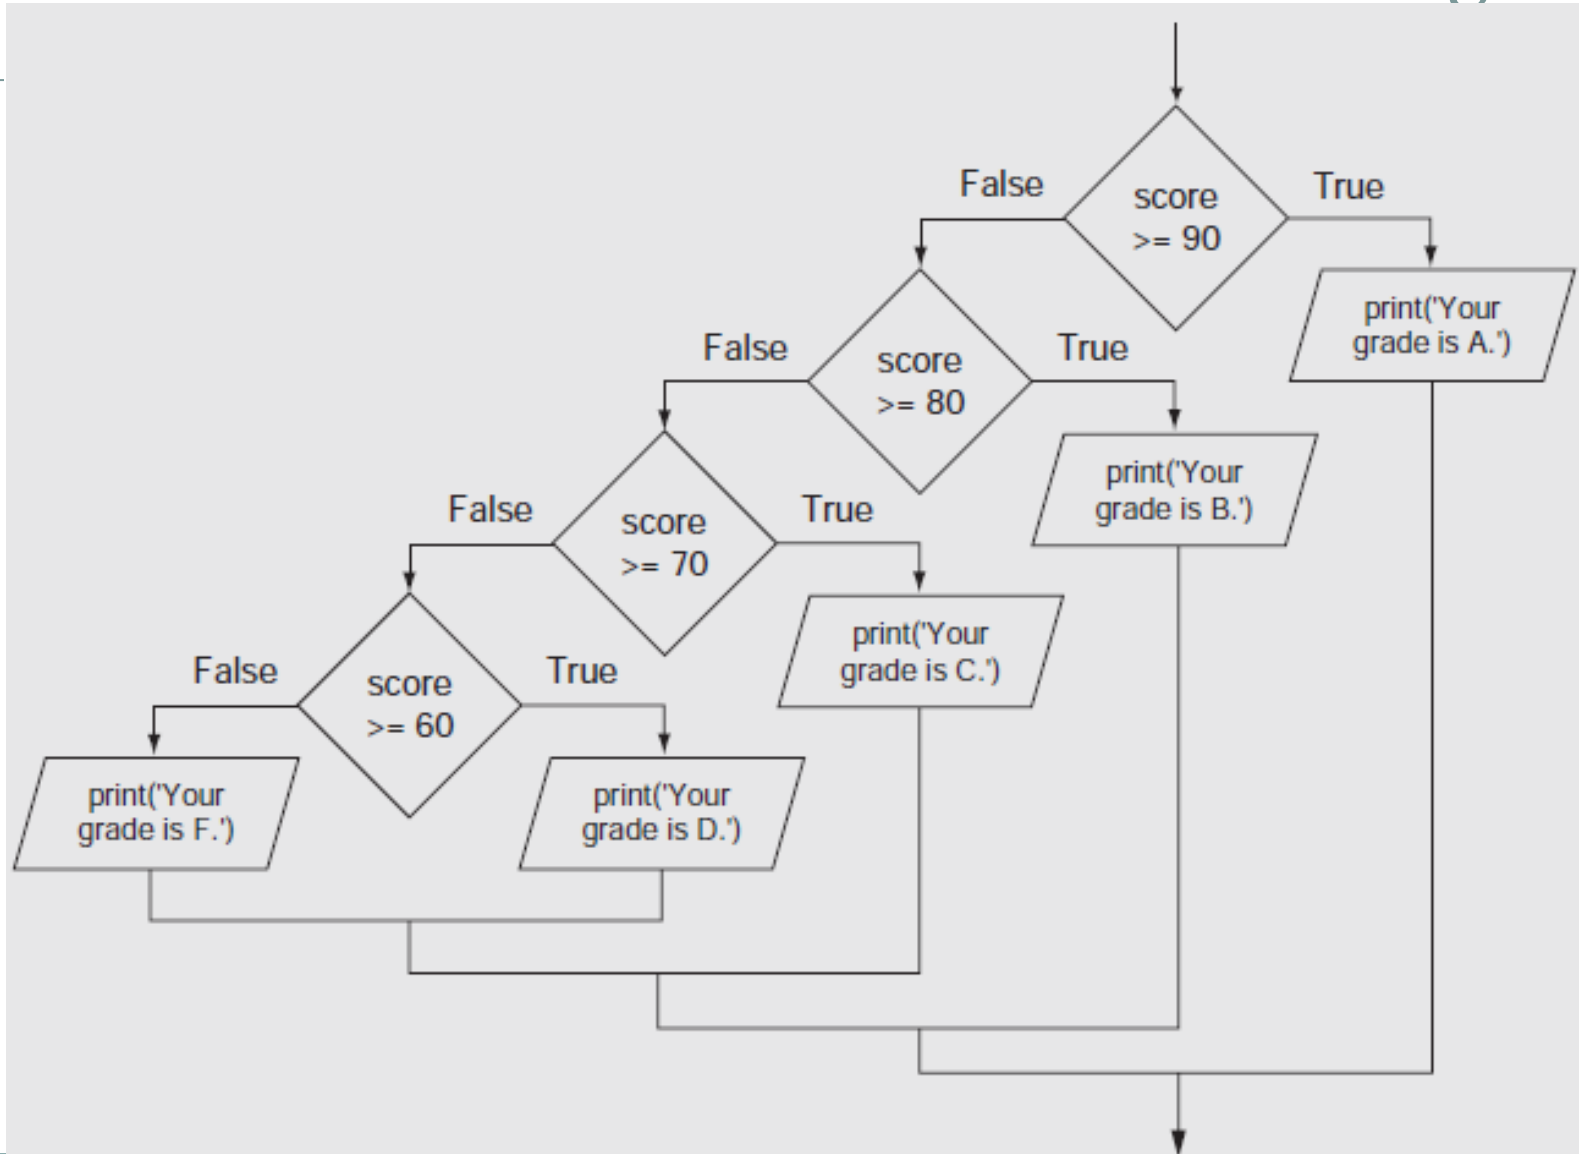 False
True
score
>= 90
print('Your
grade is A.')
False
True
score
>= 80
print('Your
grade is B.')
False
True
score
>= 70
print('Your
grade is C.')
False
True
score
>= 60
print('Your
grade is F.')
print('Your
grade is D.')